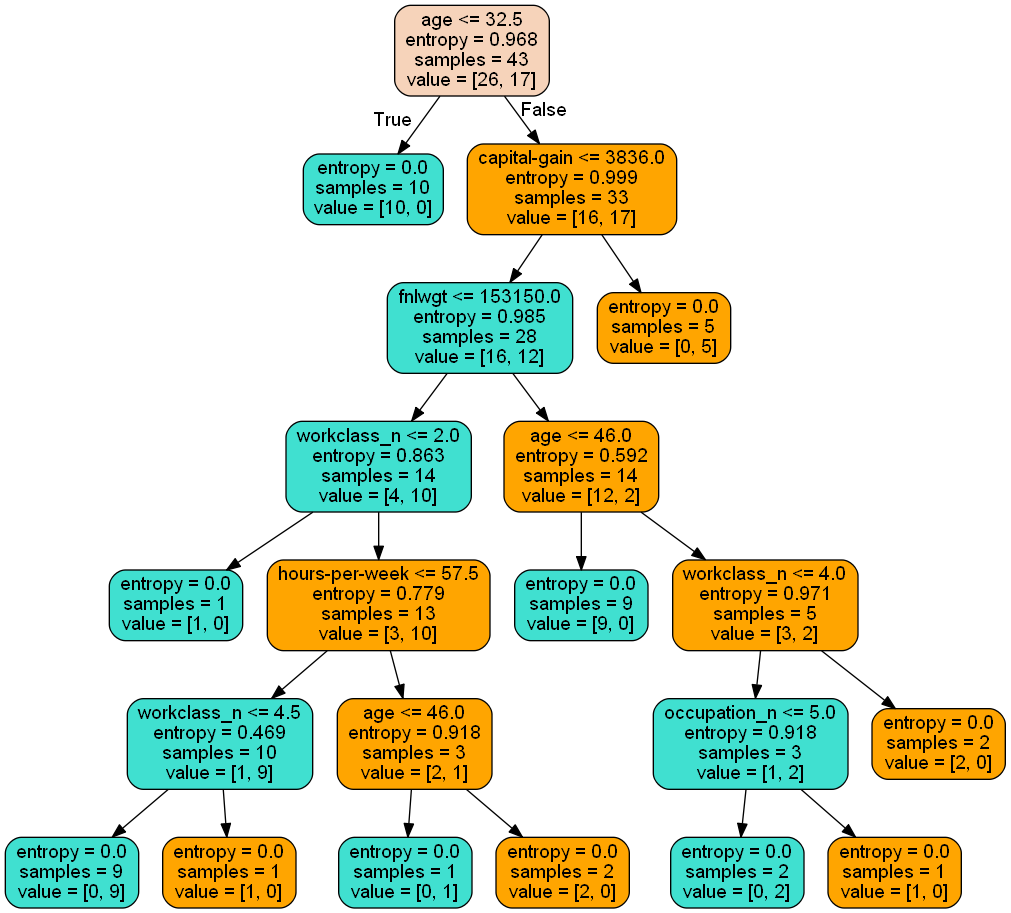 age <= 32.5
entropy = 0.968
samples = 43
value = [26, 17]
True
False
entropy = 0.0
samples = 10
value = [10, 0]
capital-gain <= 3836.0
entropy = 0.999
samples = 33
value = [16, 17]
fnlwgt <= 153150.0
entropy = 0.985
samples = 28
value = [16, 12]
entropy = 0.0
samples = 5
value = [0, 5]
workclass_n <= 2.0
entropy = 0.863
samples = 14
value = [4, 10]
age <= 46.0
entropy = 0.592
samples = 14
value = [12, 2]
entropy = 0.0
samples = 1
value = [1, 0]
hours-per-week <= 57.5
entropy = 0.779
samples = 13
value = [3, 10]
entropy = 0.0
samples = 9
value = [9, 0]
workclass_n <= 4.0
entropy = 0.971
samples = 5
value = [3, 2]
workclass_n <= 4.5
entropy = 0.469
samples = 10
value = [1, 9]
age <= 46.0
entropy = 0.918
samples = 3
value = [2, 1]
occupation_n <= 5.0
entropy = 0.918
samples = 3
value = [1, 2]
entropy = 0.0
samples = 2
value = [2, 0]
entropy = 0.0
samples = 9
value = [0, 9]
entropy = 0.0
samples = 1
value = [1, 0]
entropy = 0.0
samples = 1
value = [0, 1]
entropy = 0.0
samples = 2
value = [2, 0]
entropy = 0.0
samples = 2
value = [0, 2]
entropy = 0.0
samples = 1
value = [1, 0]